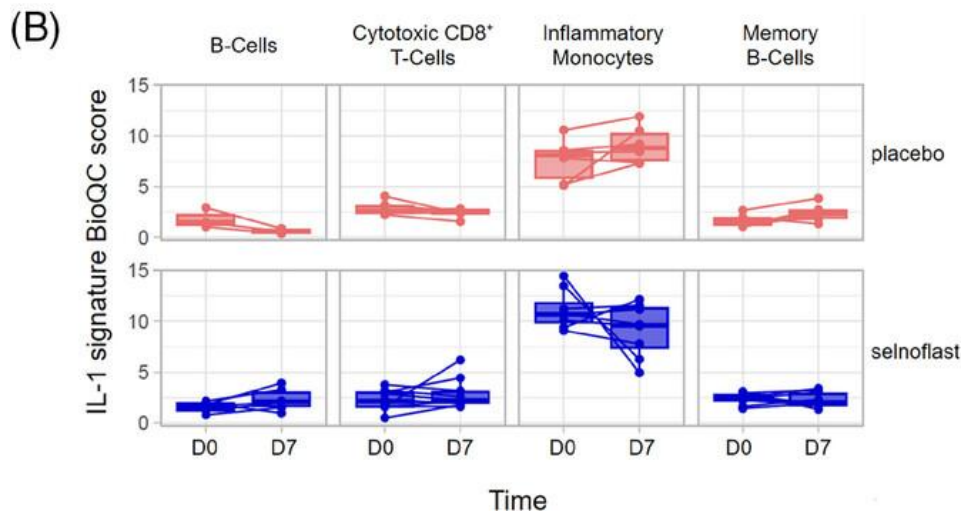 (B)
B-Cells
Cytotoxic CD8⁺
T-Cells
Inflammatory
Monocytes
Memory
B-Cells
IL-1 signature BioQC score
15
10
5
0
placebo
15
10
5
0
selnoflast
D0 D7 D0 D7 D0 D7 D0 D7
Time